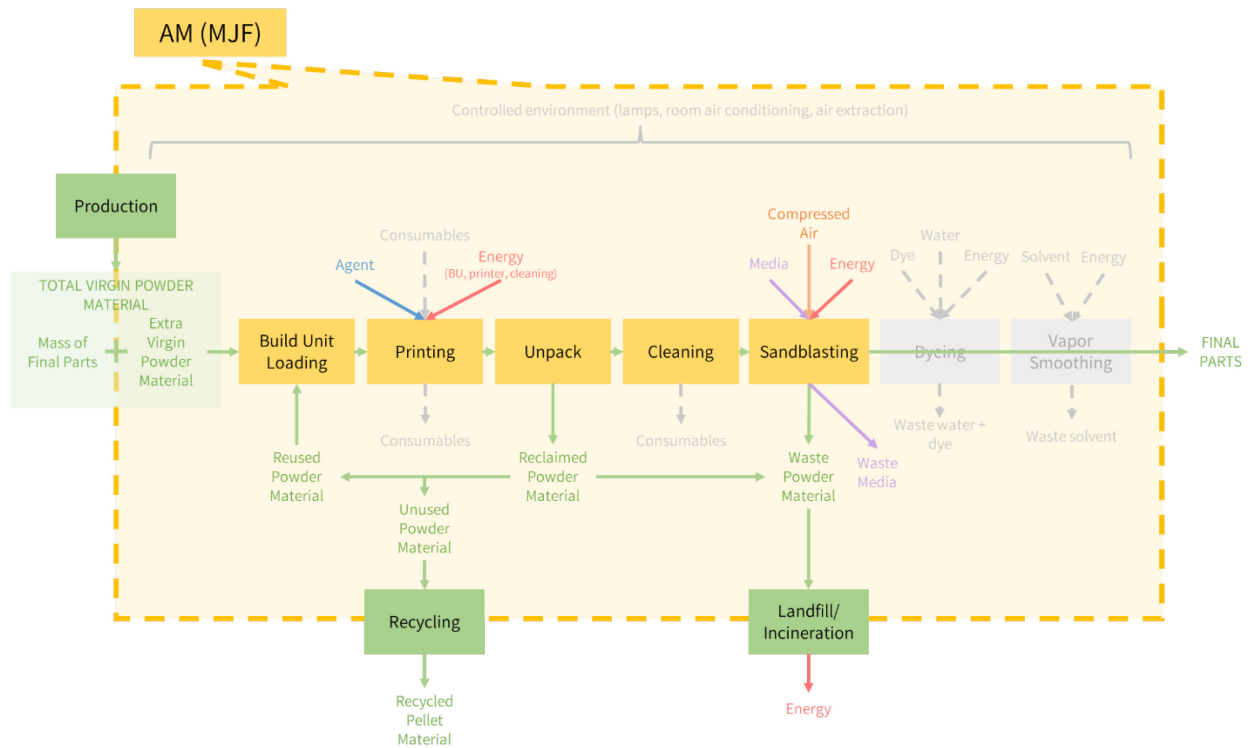 AM (MJF)
Controlled environment (lamps, room air conditioning, air extraction)
Production
TOTAL VIRGIN POWDER
MATERIAL
Mass of
Final Parts
+
Extra
Virgin
Powder
Material
Consumables
Agent
Energy
(BU, printer, cleaning)
Compressed
Air
Media
Energy
Water
Dye
Energy
Solvent
Energy
Build Unit
Loading
Printing
Unpack
Cleaning
Sandblasting
Dycing
Vapor
Smoothing
FINAL
PARTS
Consumables
Consumables
Waste water +
dye
Waste solvent
Reused
Powder
Material
Reclaimed
Powder
Material
Waste
Powder
Material
Waste
Media
Unused
Powder
Material
Recycling
Landfill/
Incineration
Recycled
Pellet
Material
Energy